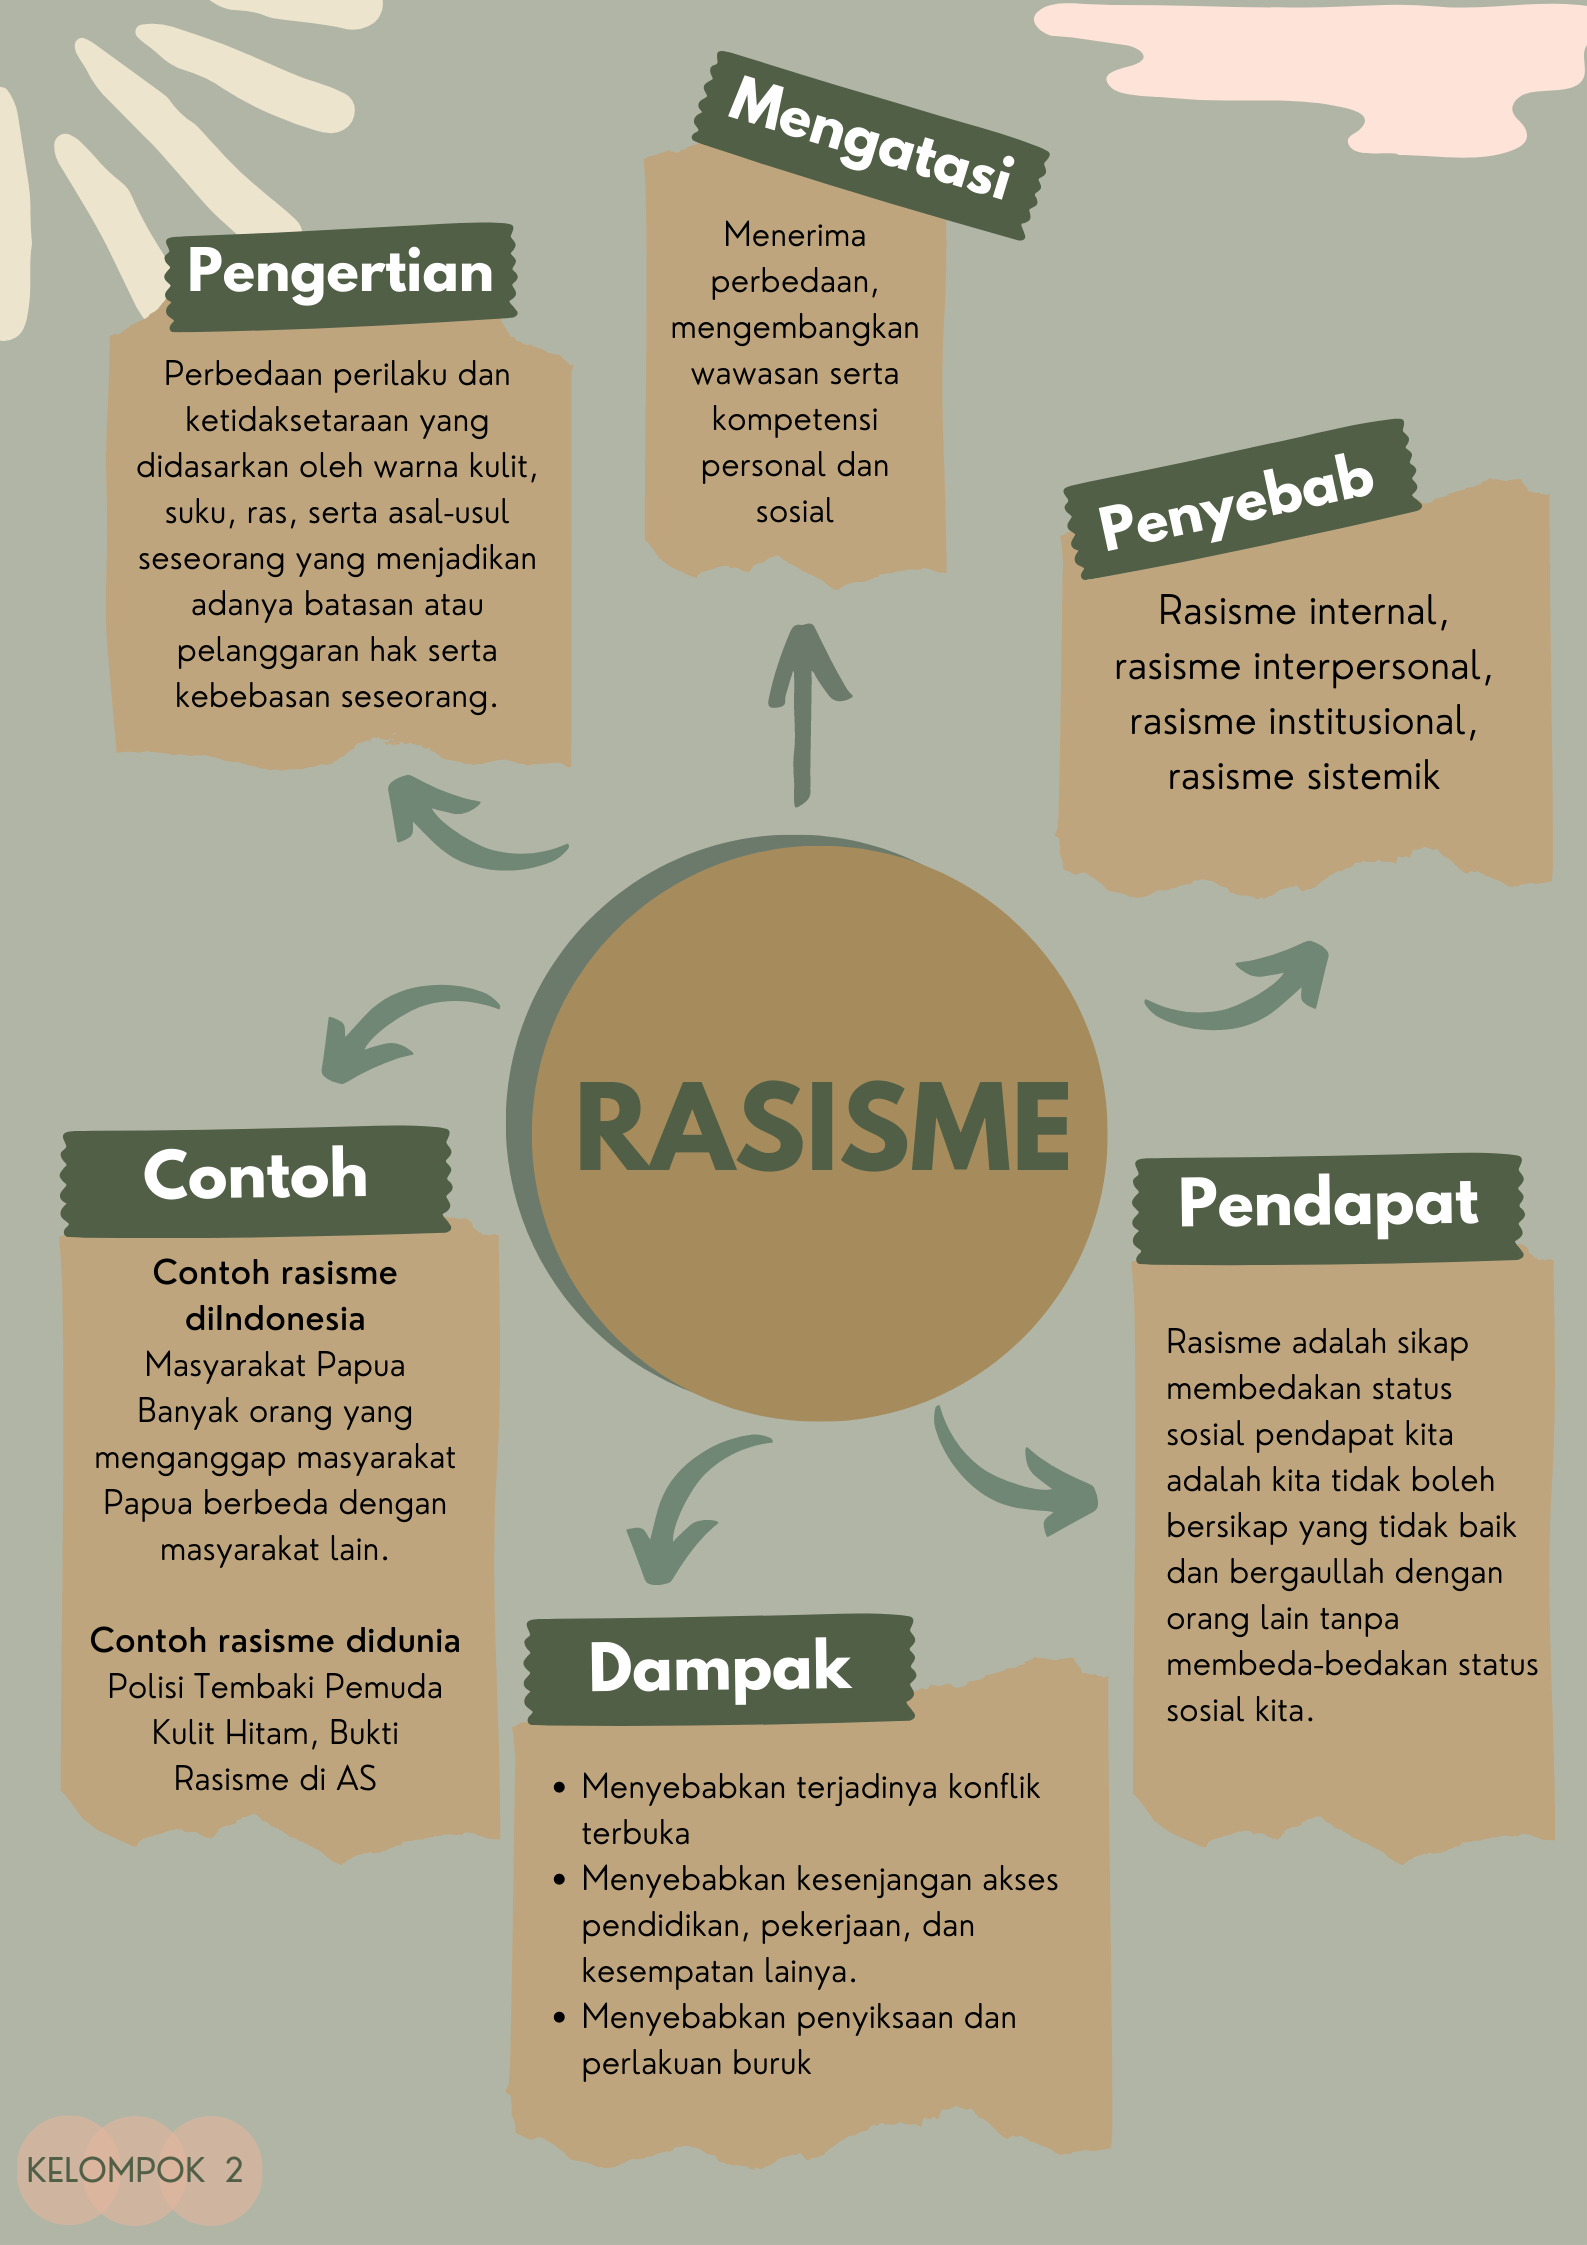 Mengatasi
Menerima
perbedaan,
mengembangkan
wawasan serta
kompetensi
personal dan
sosial
Pengertian
Perbedaan perilaku dan
ketidaksetaraan yang
didasarkan oleh warna kulit,
suku, ras, serta asal-usul
seseorang yang menjadikan
adanya batasan atau
pelanggaran hak serta
kebebasan seseorang.
Penyebab
Rasisme internal,
rasisme interpersonal,
rasisme institusional,
rasisme sistemik
RASISME
Contoh
Contoh rasisme
diIndonesia
Masyarakat Papua
Banyak orang yang
menganggap masyarakat
Papua berbeda dengan
masyarakat lain.
Contoh rasisme didunia
Polisi Tembaki Pemuda
Kulit Hitam, Bukti
Rasisme di AS
Pendapat
Rasisme adalah sikap
membedakan status
sosial pendapat kita
adalah kita tidak boleh
bersikap yang tidak baik
dan bergaullah dengan
orang lain tanpa
membeda-bedakan status
sosial kita.
Dampak
• Menyebabkan terjadinya konflik
terbuka
• Menyebabkan kesenjangan akses
pendidikan, pekerjaan, dan
kesempatan lainya.
• Menyebabkan penyiksaan dan
perlakuan buruk
KELOMPOK 2